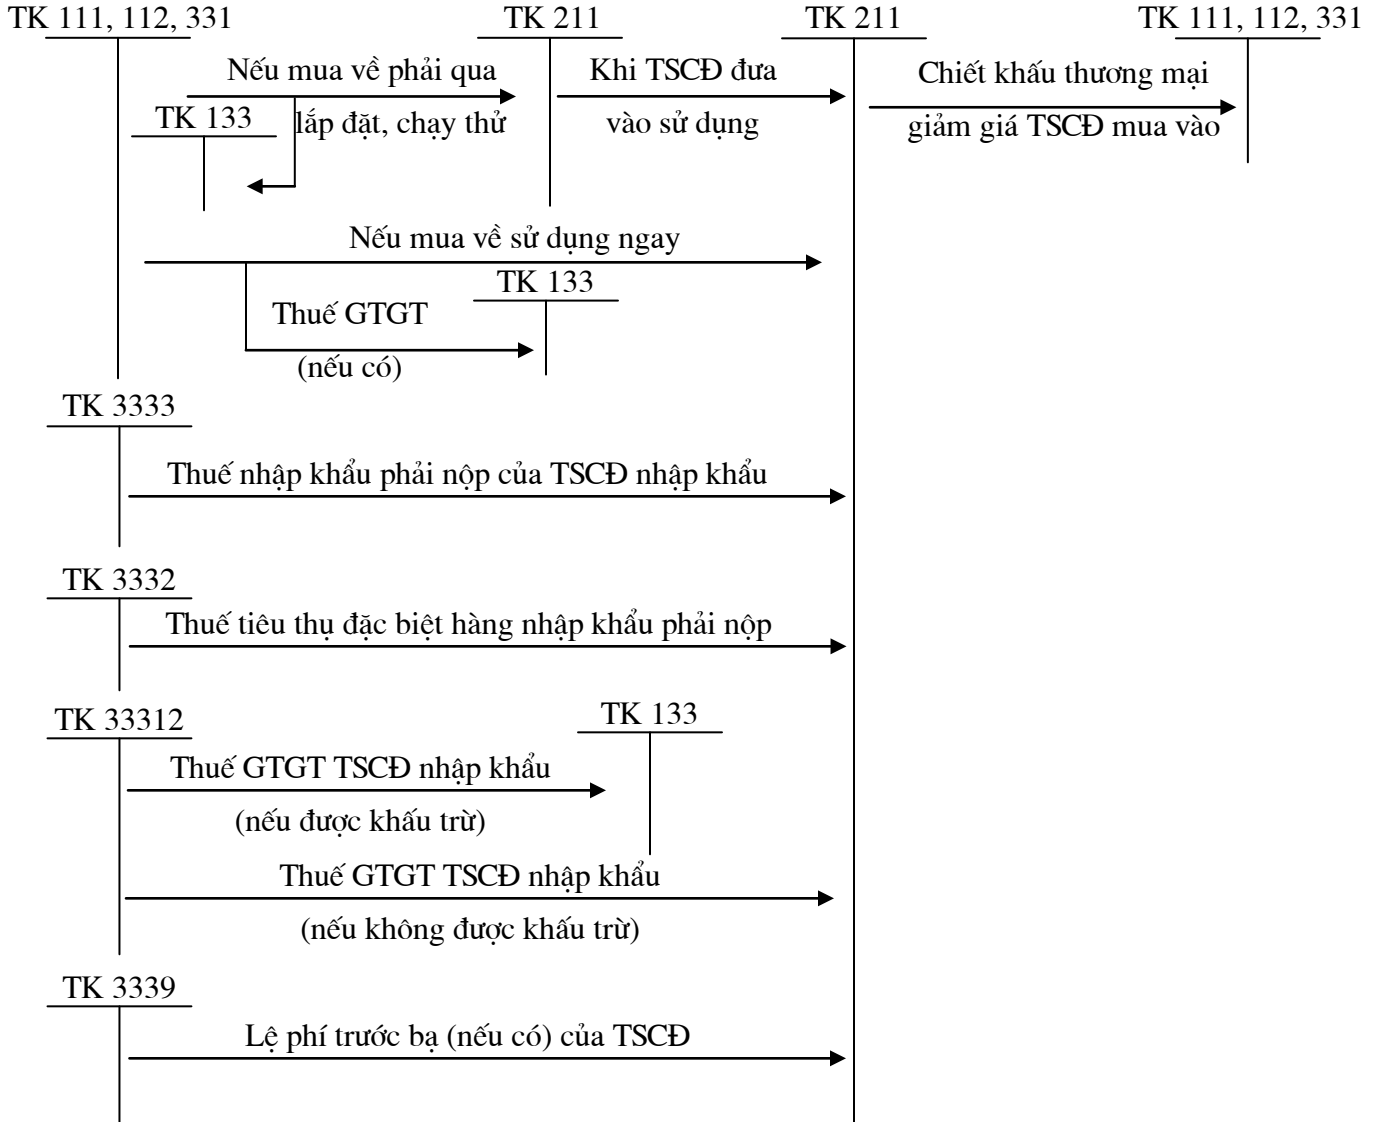 TK 111, 112, 331
TK 211
TK 211
TK 111, 112, 331
Nếu mua về phải qua
lắp đặt, chạy thử
TK 133
Khi TSCĐ đưa
vào sử dụng
Chiết khấu thương mại
giảm giá TSCĐ mua vào
Nếu mua về sử dụng ngay
TK 133
Thuế GTGT
(nếu có)
TK 3333
Thuế nhập khẩu phải nộp của TSCĐ nhập khẩu
TK 3332
Thuế tiêu thụ đặc biệt hàng nhập khẩu phải nộp
TK 33312
TK 133
Thuế GTGT TSCĐ nhập khẩu
(nếu được khấu trừ)
Thuế GTGT TSCĐ nhập khẩu
(nếu không được khấu trừ)
TK 3339
Lệ phí trước bạ (nếu có) của TSCĐ